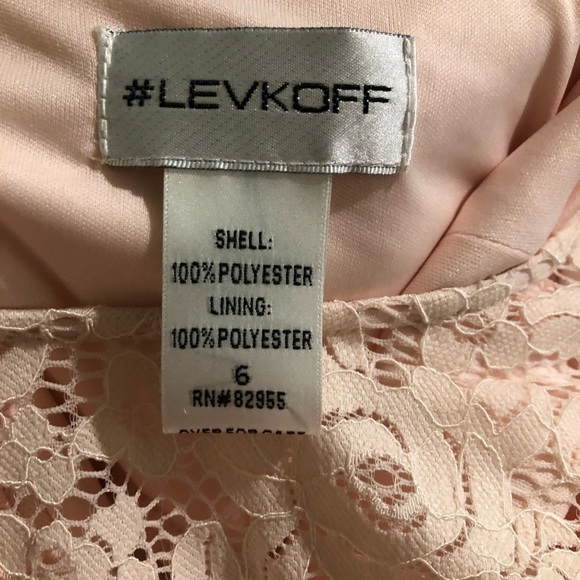 #LEVKOFF
SHELL:
100%POLYESTER
LINING:
100%POLYESTER
6
RN#82955